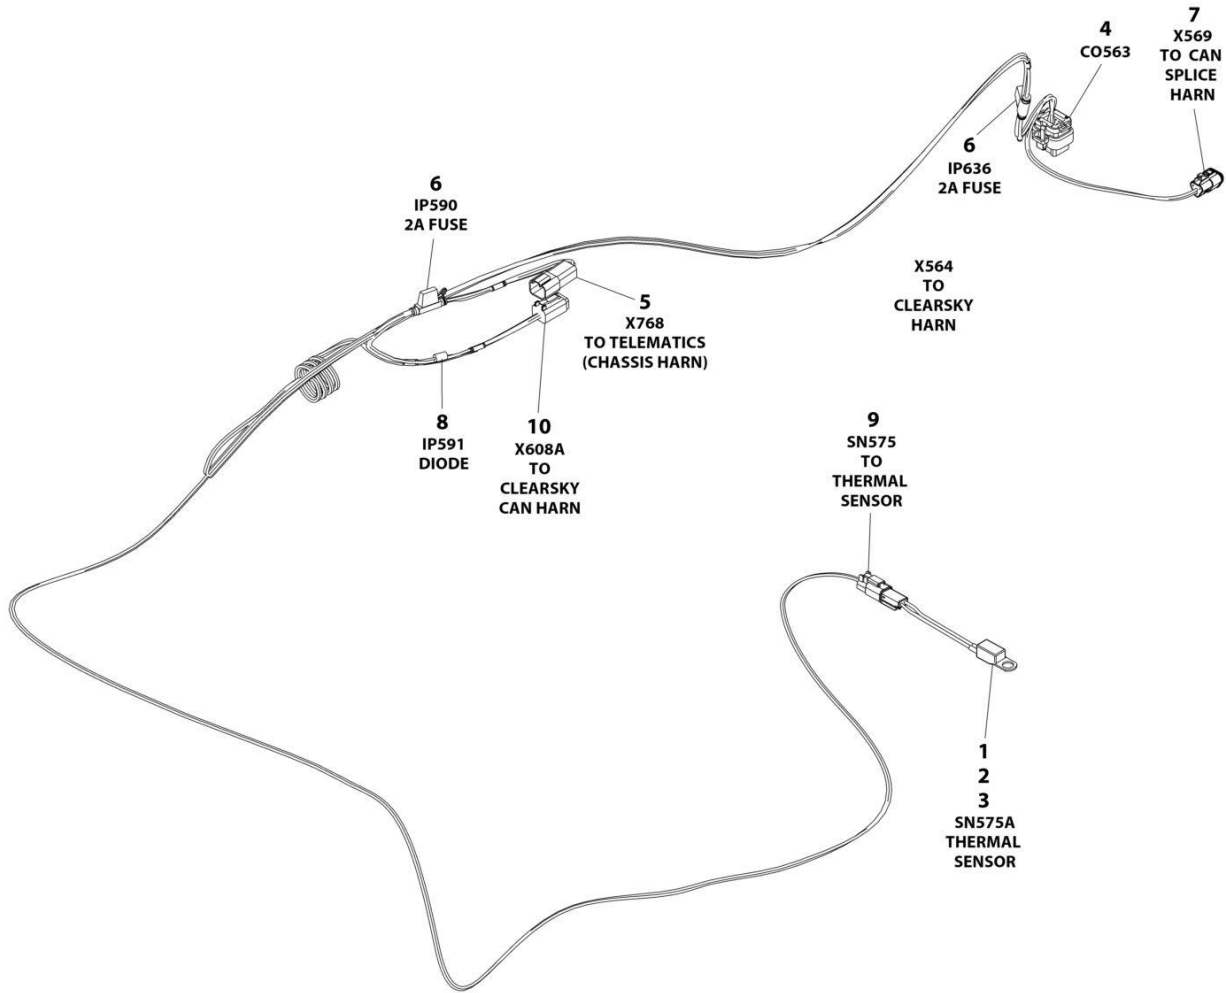 7
X569
TO CAN
SPLICE
HARN
4
CO563
6
IP636
2A FUSE
6
IP590
2A FUSE
X564
TO
CLEARSKY
HARN
5
X768
TO TELEMATICS
(CHASSIS HARN)
8
IP591
DIODE
10
X608A
TO
CLEARSKY
CAN HARN
9
SN575
TO
THERMAL
SENSOR
1
2
3
SN575A
THERMAL
SENSOR